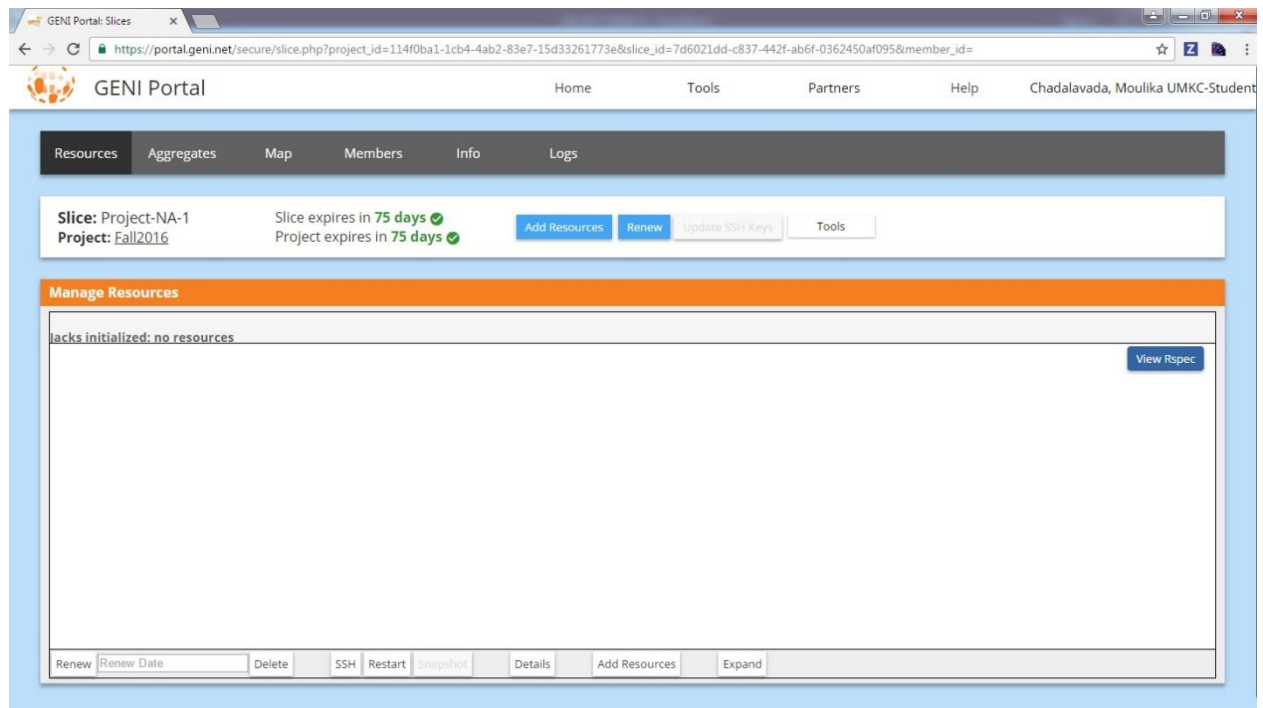 GENI Portal: Slices
https://portal.geni.net/secure/slice.php?project_id=114f0ba1-1cb4-4ab2-83e7-15d33261773e&slice_id=7d6021dd-c837-442f-ab6f-0362450af095&member_id=
Z
GENI Portal Home Tools Partners Help Chadalavada, Moulika UMKC-Student
Resources Aggregates Map Members Info Logs
Slice: Project-NA-1 Slice expires in 75 days Add Resources Renew Update SSH Keys Tools
Project: Fall2016 Project expires in 75 days
Manage Resources
Jacks initialized: no resources
View Rspec
Renew Renew Date Delete SSH Restart Snapshot Details Add Resources Expand